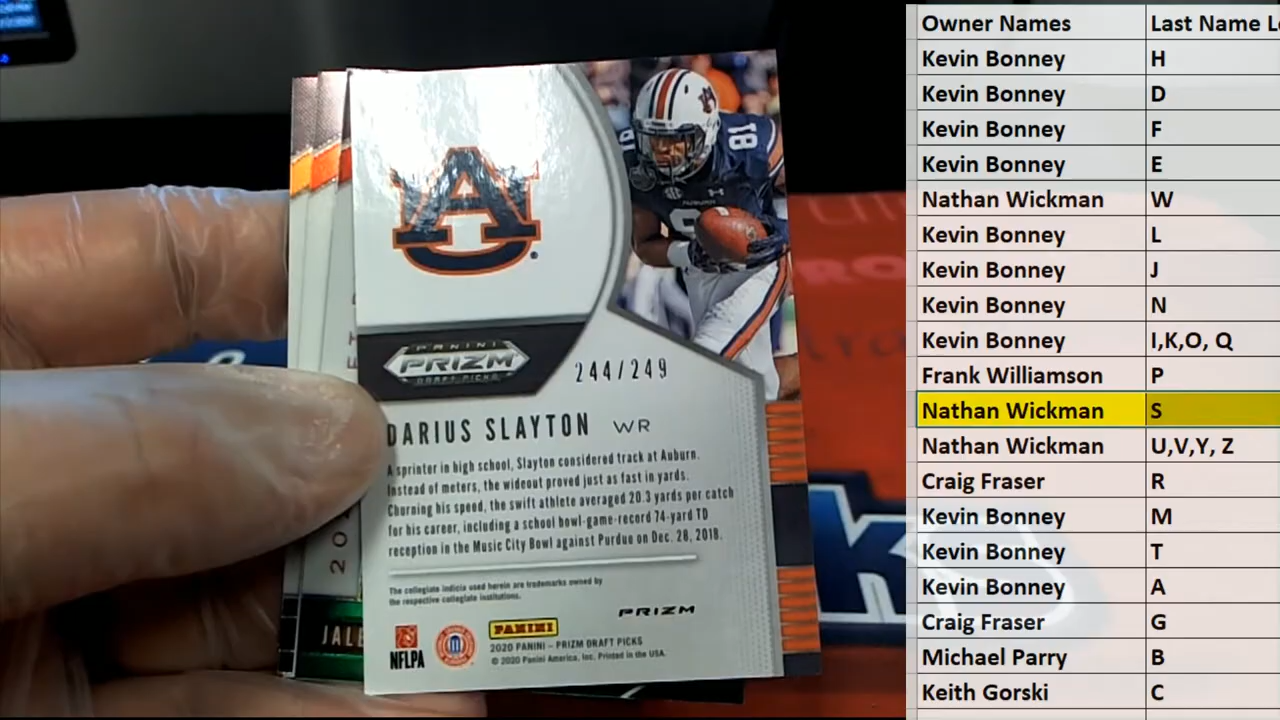 81
PANINI
PRIZM
DRAFT PICKS
244/249
DARIUS SLAYTON WR
A sprinter in high school, Slayton considered track at Auburn.
Instead of meters, the wideout proved just as fast in yards.
Churning his speed, the swift athlete averaged 20.3 yards per catch
for his career, including a school bowl-game-record 74-yard TD
reception in the Music City Bowl against Purdue on Dec. 28, 2018.
The collegiate indicia used herein are trademarks owned by
the respective collegiate institutions.
PRIZM
NFLPA
PANINI
2020 PANINI – PRIZM DRAFT PICKS
© 2020 Panini America, Inc. Printed in the USA.
JALE
Owner Names Last Name L
Kevin Bonney H
Kevin Bonney D
Kevin Bonney F
Kevin Bonney E
Nathan Wickman W
Kevin Bonney L
Kevin Bonney J
Kevin Bonney N
Kevin Bonney I,K,O, Q
Frank Williamson P
Nathan Wickman S
Nathan Wickman U,V,Y, Z
Craig Fraser R
Kevin Bonney M
Kevin Bonney T
Kevin Bonney A
Craig Fraser G
Michael Parry B
Keith Gorski C